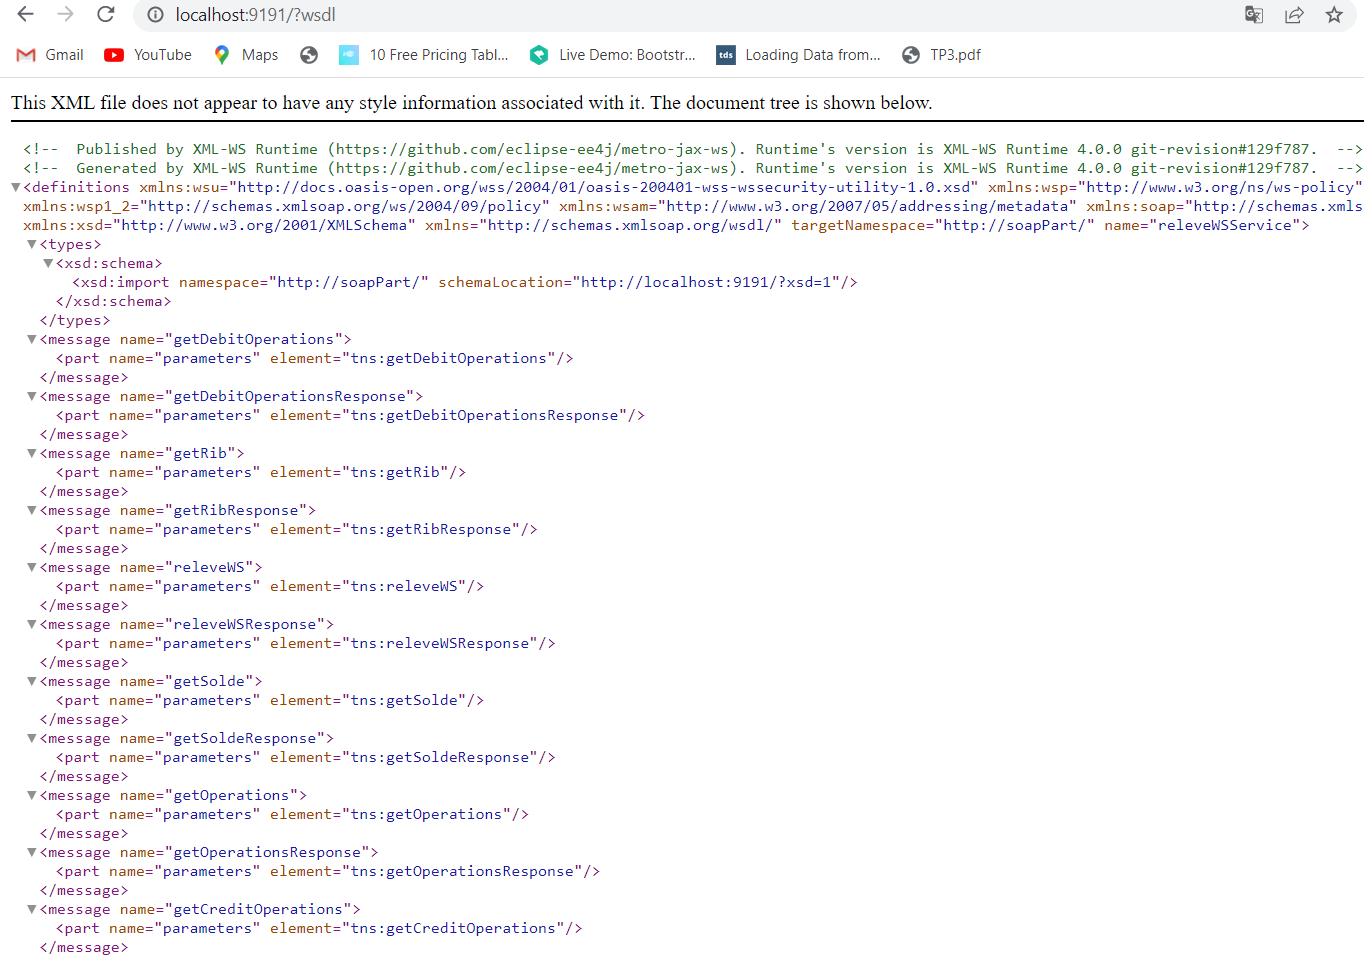 localhost:9191/?wsdl
Gmail YouTube Maps 10 Free Pricing Tabl... Live Demo: Bootstr... tds Loading Data from... TP3.pdf
This XML file does not appear to have any style information associated with it. The document tree is shown below.
<!-- Published by XML-WS Runtime (https://github.com/eclipse-ee4j/metro-jax-ws). Runtime's version is XML-WS Runtime 4.0.0 git-revision#129f787. -->
<!-- Generated by XML-WS Runtime (https://github.com/eclipse-ee4j/metro-jax-ws). Runtime's version is XML-WS Runtime 4.0.0 git-revision#129f787. -->
▼<definitions xmlns:wsu="http://docs.oasis-open.org/wss/2004/01/oasis-200401-wss-wssecurity-utility-1.0.xsd" xmlns:wsp="http://www.w3.org/ns/ws-policy"
xmlns:wsp1_2="http://schemas.xmlsoap.org/ws/2004/09/policy" xmlns:wsam="http://www.w3.org/2007/05/addressing/metadata" xmlns:soap="http://schemas.xmls
xmlns:xsd="http://www.w3.org/2001/XMLSchema" xmlns="http://schemas.xmlsoap.org/wsdl/" targetNamespace="http://soapPart/" name="releveWSService">
▼<types>
▼<xsd:schema>
<xsd:import namespace="http://soapPart/" schemaLocation="http://localhost:9191/?xsd=1"/>
</xsd:schema>
</types>
▼<message name="getDebitOperations">
<part name="parameters" element="tns:getDebitOperations"/>
</message>
▼<message name="getDebitOperationsResponse">
<part name="parameters" element="tns:getDebitOperationsResponse"/>
</message>
▼<message name="getRib">
<part name="parameters" element="tns:getRib"/>
</message>
▼<message name="getRibResponse">
<part name="parameters" element="tns:getRibResponse"/>
</message>
▼<message name="releveWS">
<part name="parameters" element="tns:releveWS"/>
</message>
▼<message name="releveWSResponse">
<part name="parameters" element="tns:releveWSResponse"/>
</message>
▼<message name="getSolde">
<part name="parameters" element="tns:getSolde"/>
</message>
▼<message name="getSoldeResponse">
<part name="parameters" element="tns:getSoldeResponse"/>
</message>
▼<message name="getOperations">
<part name="parameters" element="tns:getOperations"/>
</message>
▼<message name="getOperationsResponse">
<part name="parameters" element="tns:getOperationsResponse"/>
</message>
▼<message name="getCreditOperations">
<part name="parameters" element="tns:getCreditOperations"/>
</message>